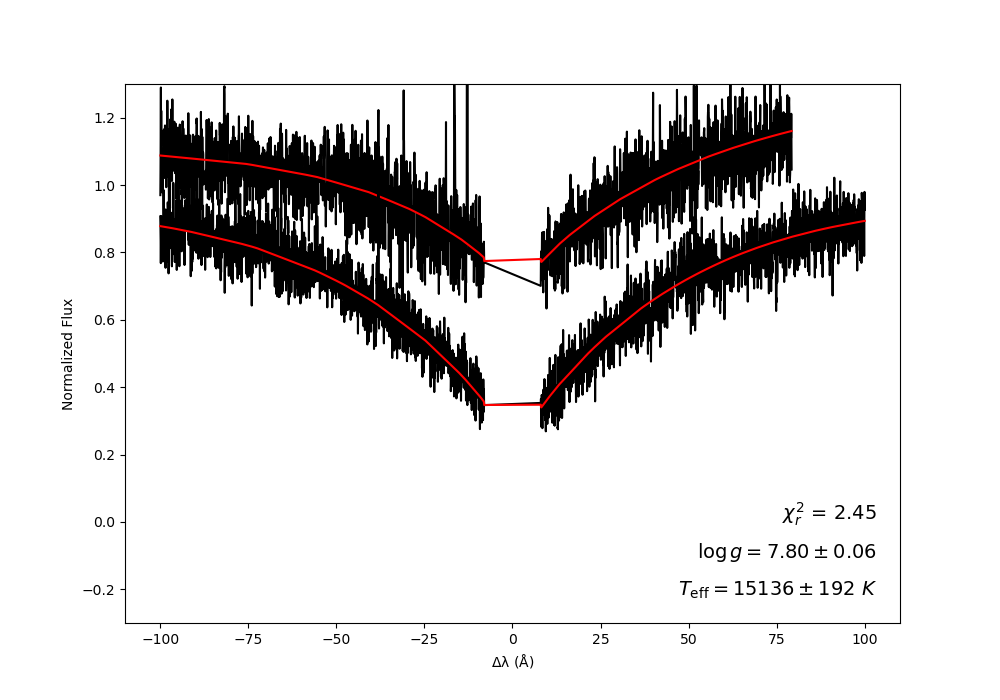 1.2
1.0
0.8
0.6
0.4
0.2
0.0
−0.2
Normalized Flux
χ²ᵣ = 2.45
log g = 7.80 ± 0.06
T_eff = 15136 ± 192 K
−100 −75 −50 −25 0 25 50 75 100
Δλ (Å)